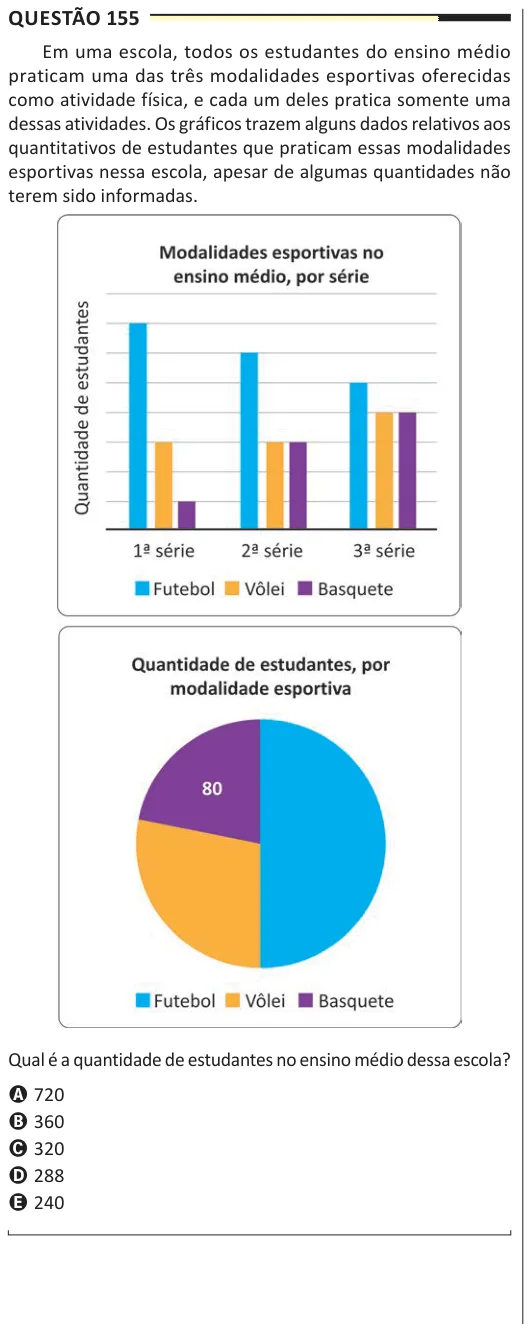 QUESTÃO 155
Em uma escola, todos os estudantes do ensino médio
praticam uma das três modalidades esportivas oferecidas
como atividade física, e cada um deles pratica somente uma
dessas atividades. Os gráficos trazem alguns dados relativos aos
quantitativos de estudantes que praticam essas modalidades
esportivas nessa escola, apesar de algumas quantidades não
terem sido informadas.
Modalidades esportivas no
ensino médio, por série
Quantidade de estudantes
1ª série 2ª série 3ª série
Futebol Vôlei Basquete
Quantidade de estudantes, por
modalidade esportiva
80
Futebol Vôlei Basquete
Qual é a quantidade de estudantes no ensino médio dessa escola?
A 720
B 360
C 320
D 288
E 240